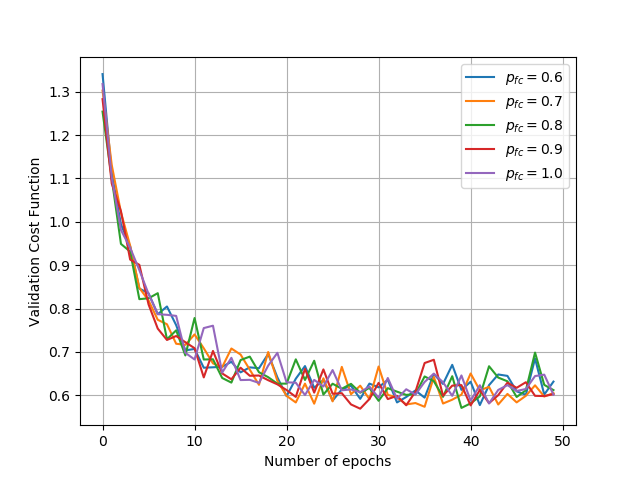 1.3
1.2
1.1
1.0
0.9
0.8
0.7
0.6
0
10
20
30
40
50
Number of epochs
Validation Cost Function
p_fc = 0.6
p_fc = 0.7
p_fc = 0.8
p_fc = 0.9
p_fc = 1.0